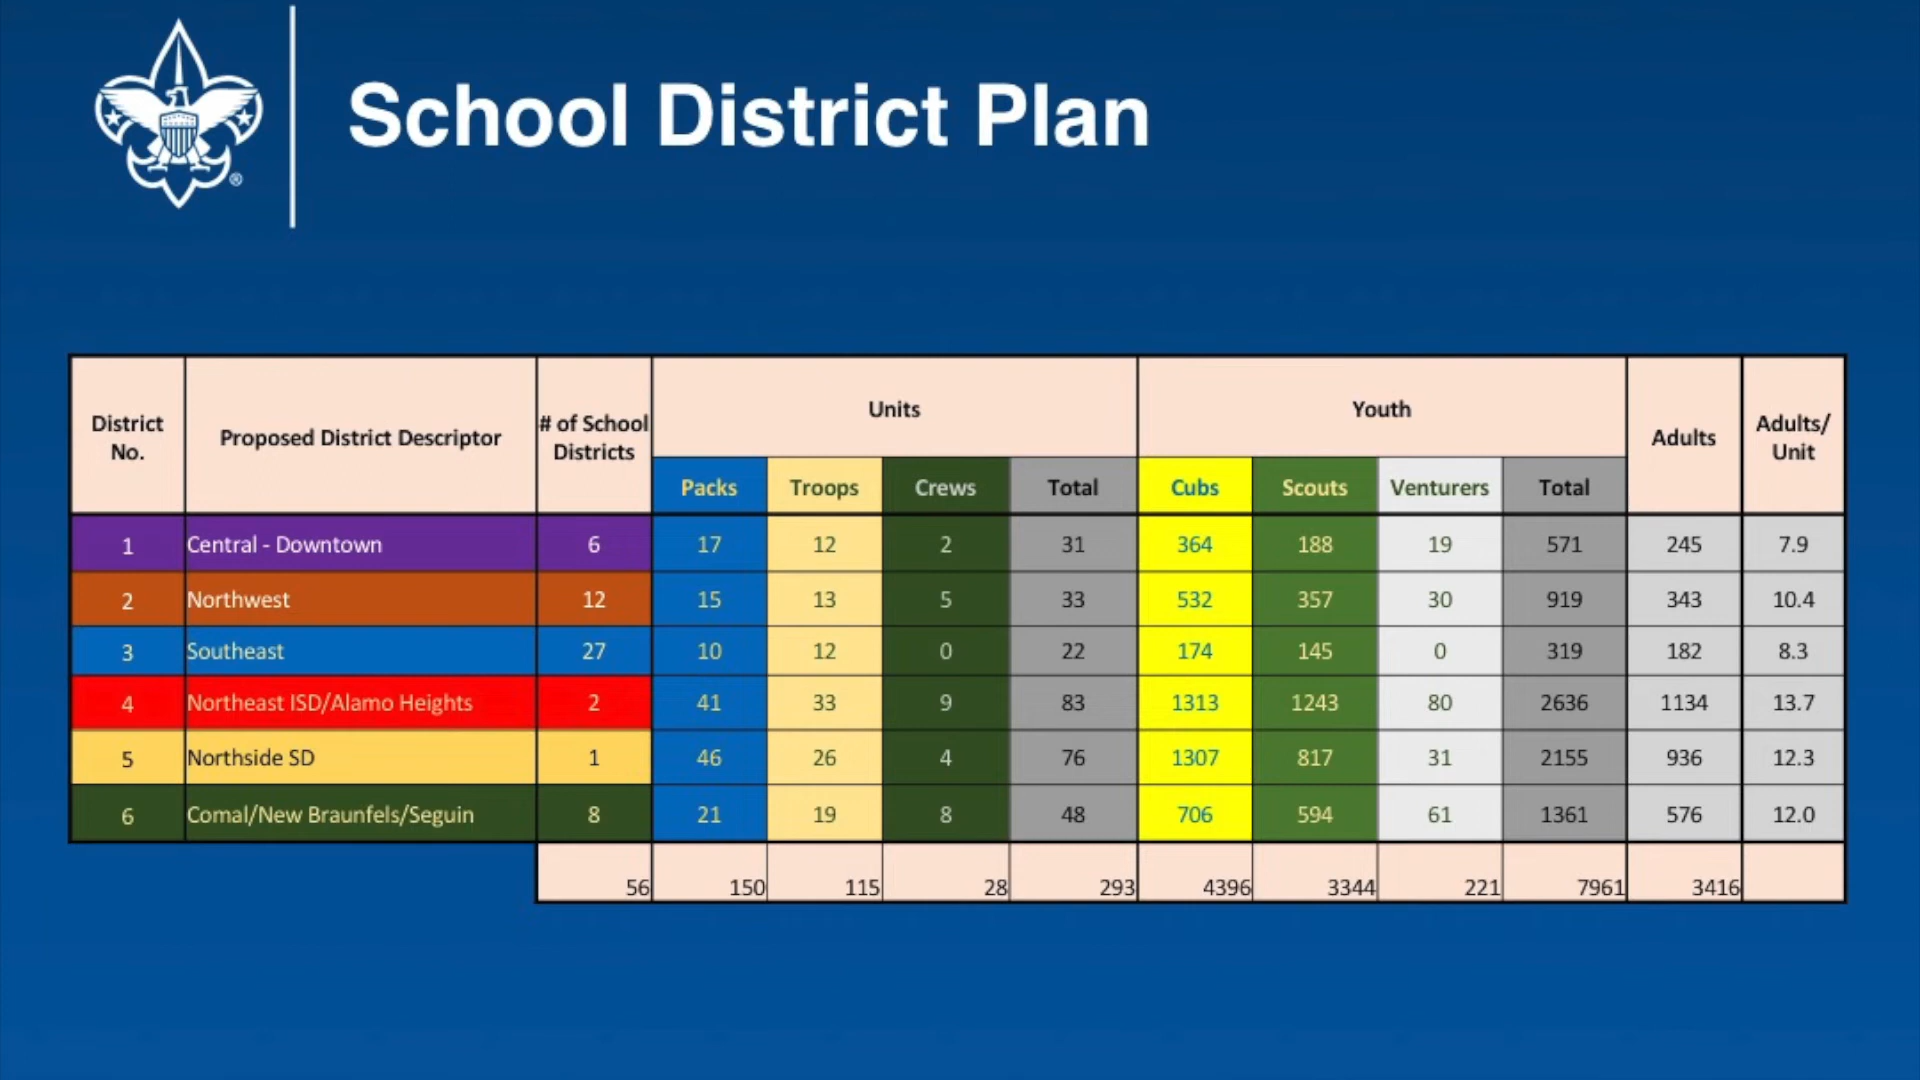 School District Plan
®
District No.
Proposed District Descriptor
# of School Districts
Units
Youth
Adults
Adults/ Unit
Packs Troops Crews Total Cubs Scouts Venturers Total
1 Central - Downtown 6 17 12 2 31 364 188 19 571 245 7.9
2 Northwest 12 15 13 5 33 532 357 30 919 343 10.4
3 Southeast 27 10 12 0 22 174 145 0 319 182 8.3
4 Northeast ISD/Alamo Heights 2 41 33 9 83 1313 1243 80 2636 1134 13.7
5 Northside SD 1 46 26 4 76 1307 817 31 2155 936 12.3
6 Comal/New Braunfels/Seguin 8 21 19 8 48 706 594 61 1361 576 12.0
56 150 115 28 293 4396 3344 221 7961 3416